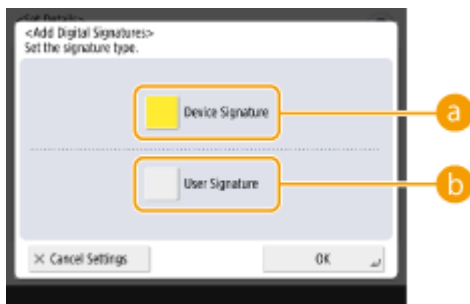 <Add Digital Signatures>
Set the signature type.
Device Signature
a
User Signature
b
× Cancel Settings
OK